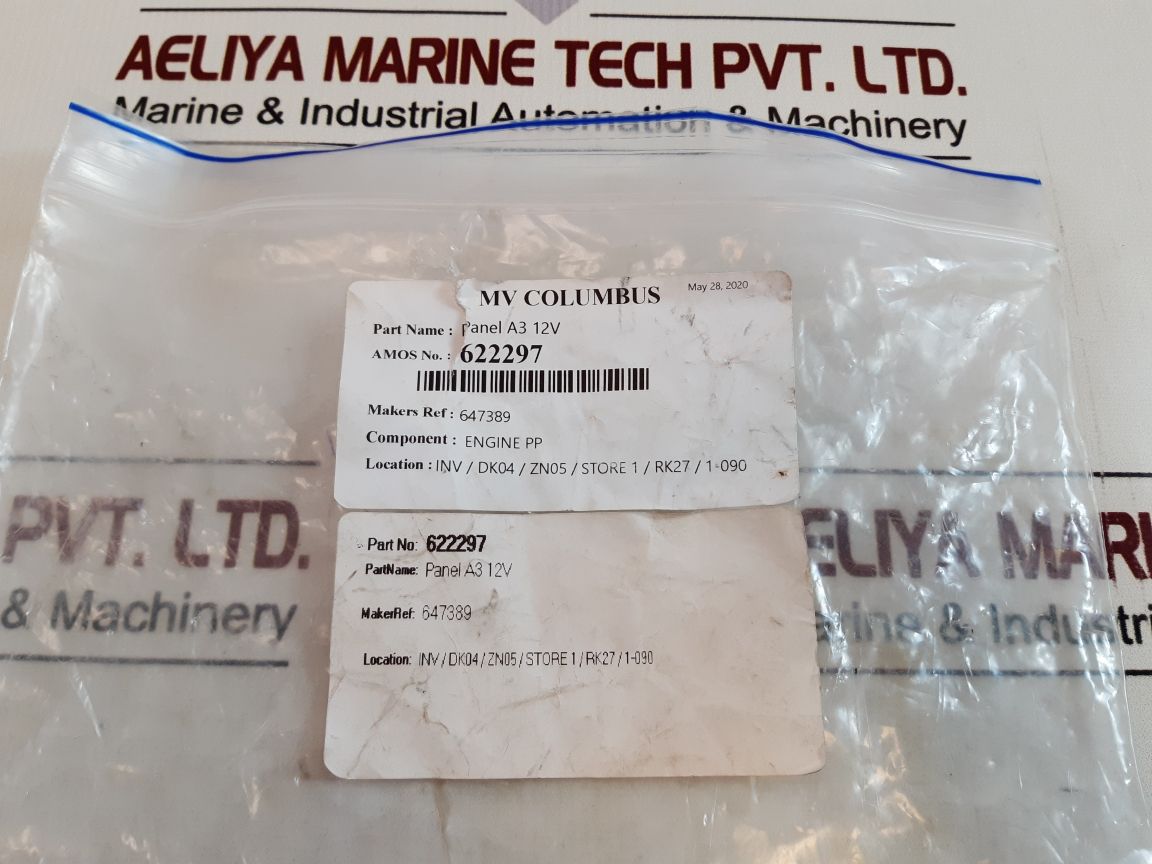 AELIYA MARINE TECH PVT. LTD.
Marine & Industrial Automation & Machinery
MV COLUMBUS
May 28, 2020
Part Name : Panel A3 12V
AMOS No. : 622297
Makers Ref : 647389
Component : ENGINE PP
Location : INV / DK04 / ZN05 / STORE 1 / RK27 / 1-090
PVT. LTD.
& Machinery
ELIYA MARI
arine & Industri
Part No: 622297
PartName: Panel A3 12V
MakerRef: 647389
Location: INV / DK04 / ZN05 / STORE 1 / RK27 / 1-090